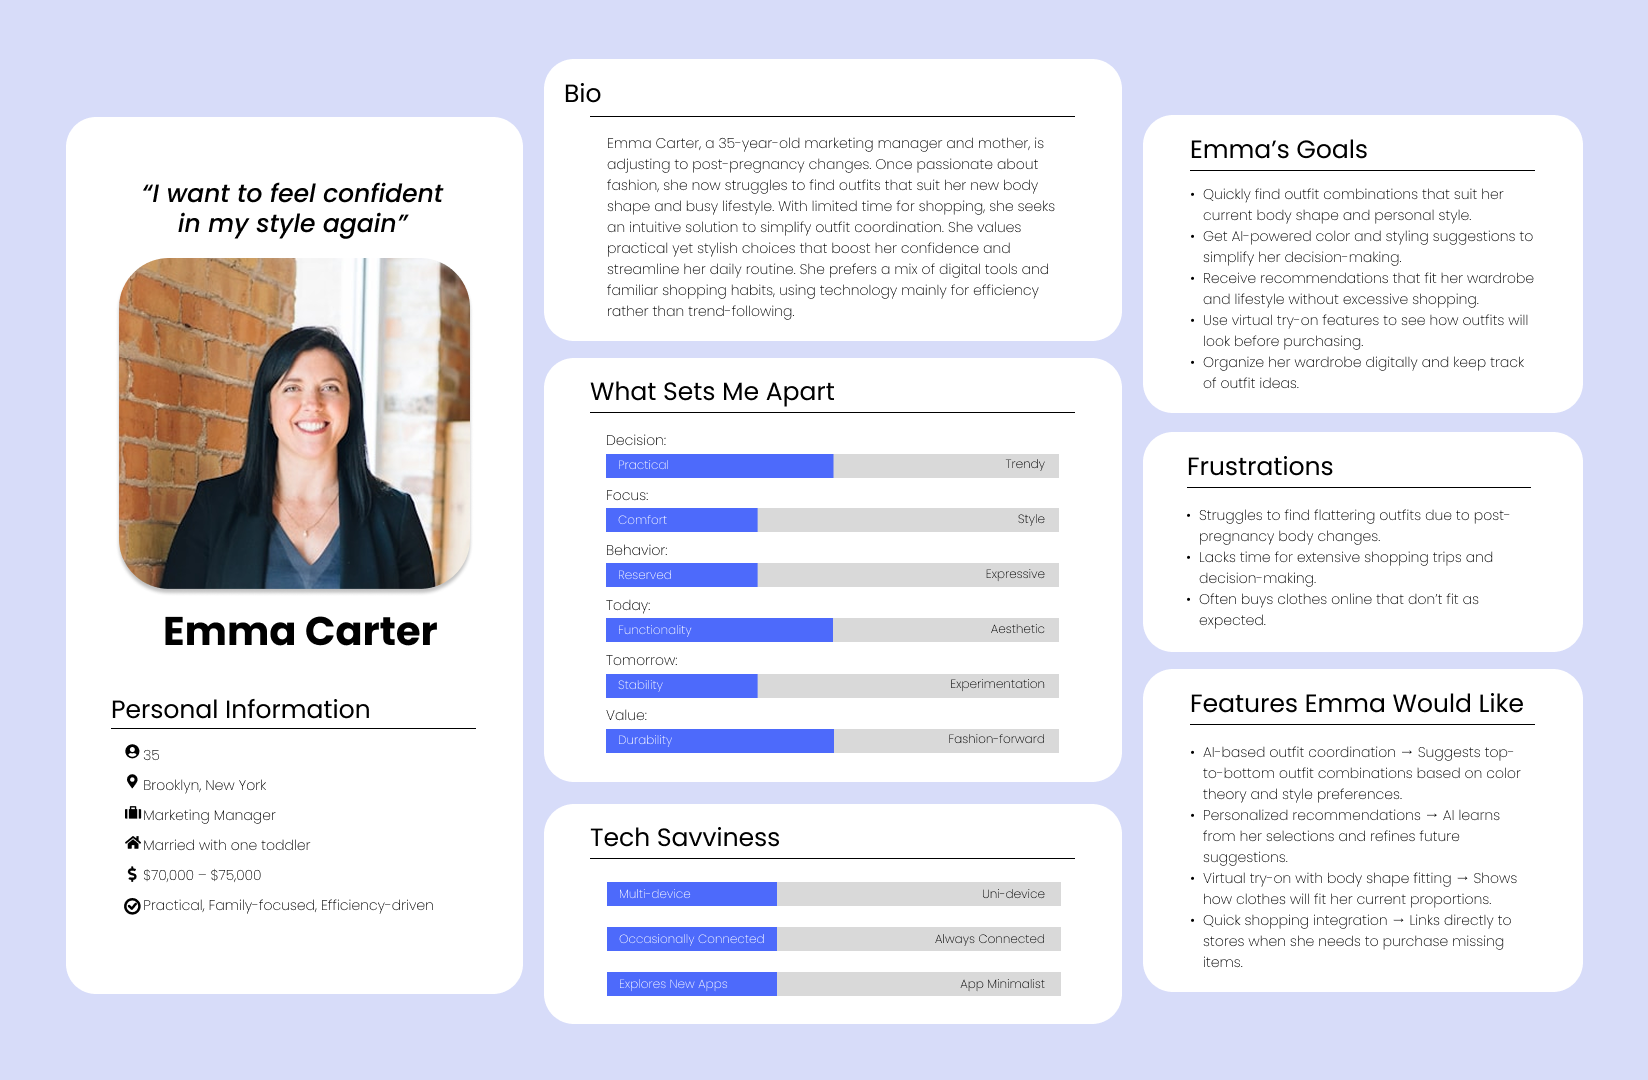 “I want to feel confident
in my style again”
Emma Carter
Personal Information
35
Brooklyn, New York
Marketing Manager
Married with one toddler
$70,000 – $75,000
Practical, Family-focused, Efficiency-driven
Bio
Emma Carter, a 35-year-old marketing manager and mother, is
adjusting to post-pregnancy changes. Once passionate about
fashion, she now struggles to find outfits that suit her new body
shape and busy lifestyle. With limited time for shopping, she seeks
an intuitive solution to simplify outfit coordination. She values
practical yet stylish choices that boost her confidence and
streamline her daily routine. She prefers a mix of digital tools and
familiar shopping habits, using technology mainly for efficiency
rather than trend-following.
What Sets Me Apart
Decision:
Practical Trendy
Focus:
Comfort Style
Behavior:
Reserved Expressive
Today:
Functionality Aesthetic
Tomorrow:
Stability Experimentation
Value:
Durability Fashion-forward
Tech Savviness
Multi-device Uni-device
Occasionally Connected Always Connected
Explores New Apps App Minimalist
Emma’s Goals
• Quickly find outfit combinations that suit her
current body shape and personal style.
• Get AI-powered color and styling suggestions to
simplify her decision-making.
• Receive recommendations that fit her wardrobe
and lifestyle without excessive shopping.
• Use virtual try-on features to see how outfits will
look before purchasing.
• Organize her wardrobe digitally and keep track
of outfit ideas.
Frustrations
• Struggles to find flattering outfits due to post-
pregnancy body changes.
• Lacks time for extensive shopping trips and
decision-making.
• Often buys clothes online that don’t fit as
expected.
Features Emma Would Like
• AI-based outfit coordination → Suggests top-
to-bottom outfit combinations based on color
theory and style preferences.
• Personalized recommendations → AI learns
from her selections and refines future
suggestions.
• Virtual try-on with body shape fitting → Shows
how clothes will fit her current proportions.
• Quick shopping integration → Links directly to
stores when she needs to purchase missing
items.